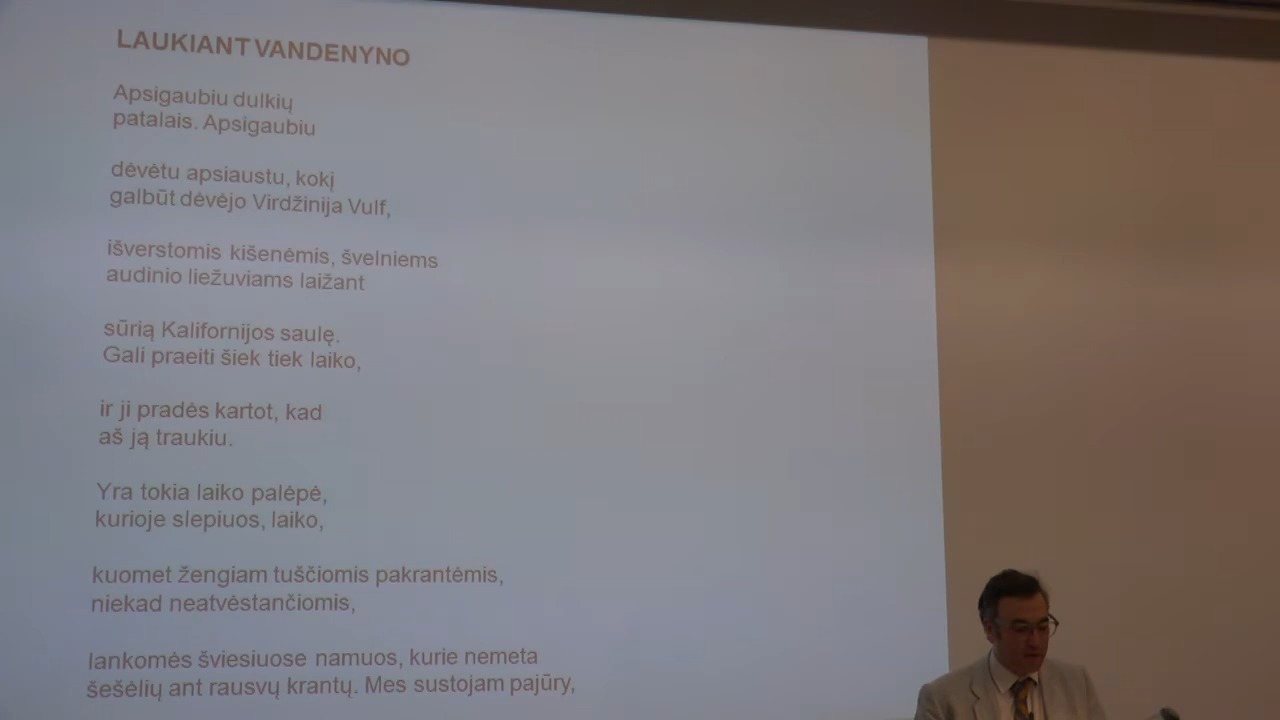 LAUKIANT VANDENYNO
Apsigaubiu dulkių
patalais. Apsigaubiu
dėvėtu apsiaustu, kokį
galbūt dėvėjo Virdžinija Vulf,
išverstomis kišenėmis, švelniems
audinio liežuviams laižant
sūrią Kalifornijos saulę.
Gali praeiti šiek tiek laiko,
ir ji pradės kartot, kad
aš ją traukiu.
Yra tokia laiko palėpė,
kurioje slepiuos, laiko,
kuomet žengiam tuščiomis pakrantėmis,
niekad neatvėstančiomis,
lankomės šviesiuose namuos, kurie nemeta
šešėlių ant rausvų krantų. Mes sustojam pajūry,